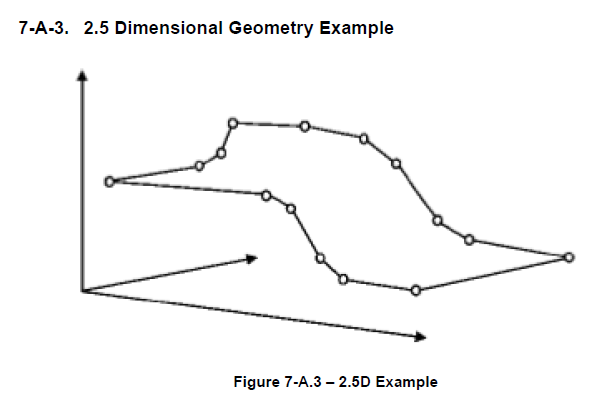 7-A-3. 2.5 Dimensional Geometry Example
Figure 7-A.3 – 2.5D Example